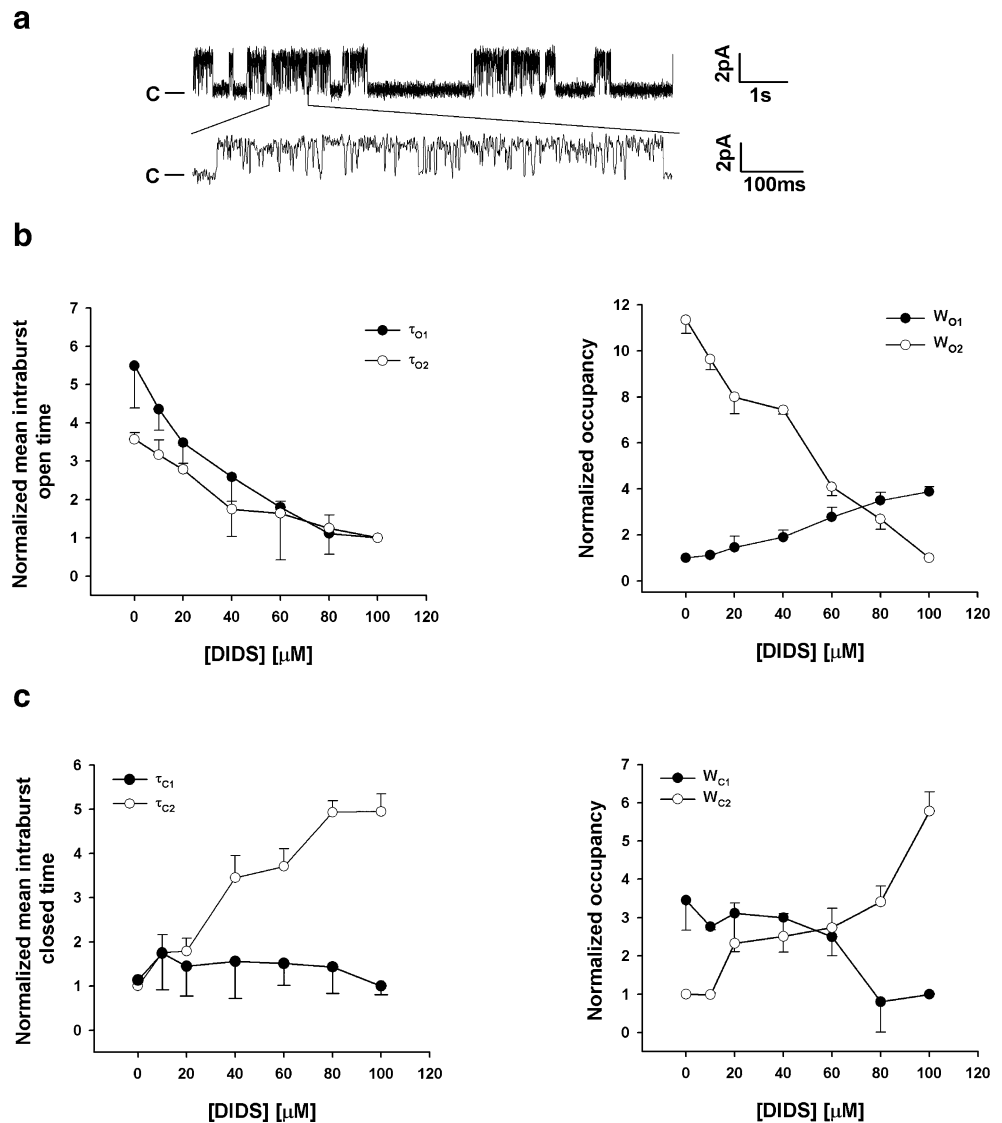 a
C
2pA
1s
C
2pA
100ms
b
Normalized mean intraburst
open time
7
6
5
4
3
2
1
0
τO1
τO2
0 20 40 60 80 100 120
[DIDS] [μM]
Normalized occupancy
12
10
8
6
4
2
0
WO1
WO2
0 20 40 60 80 100 120
[DIDS] [μM]
c
Normalized mean intraburst
closed time
6
5
4
3
2
1
0
τC1
τC2
0 20 40 60 80 100 120
[DIDS] [μM]
Normalized occupancy
7
6
5
4
3
2
1
0
WC1
WC2
0 20 40 60 80 100 120
[DIDS] [μM]